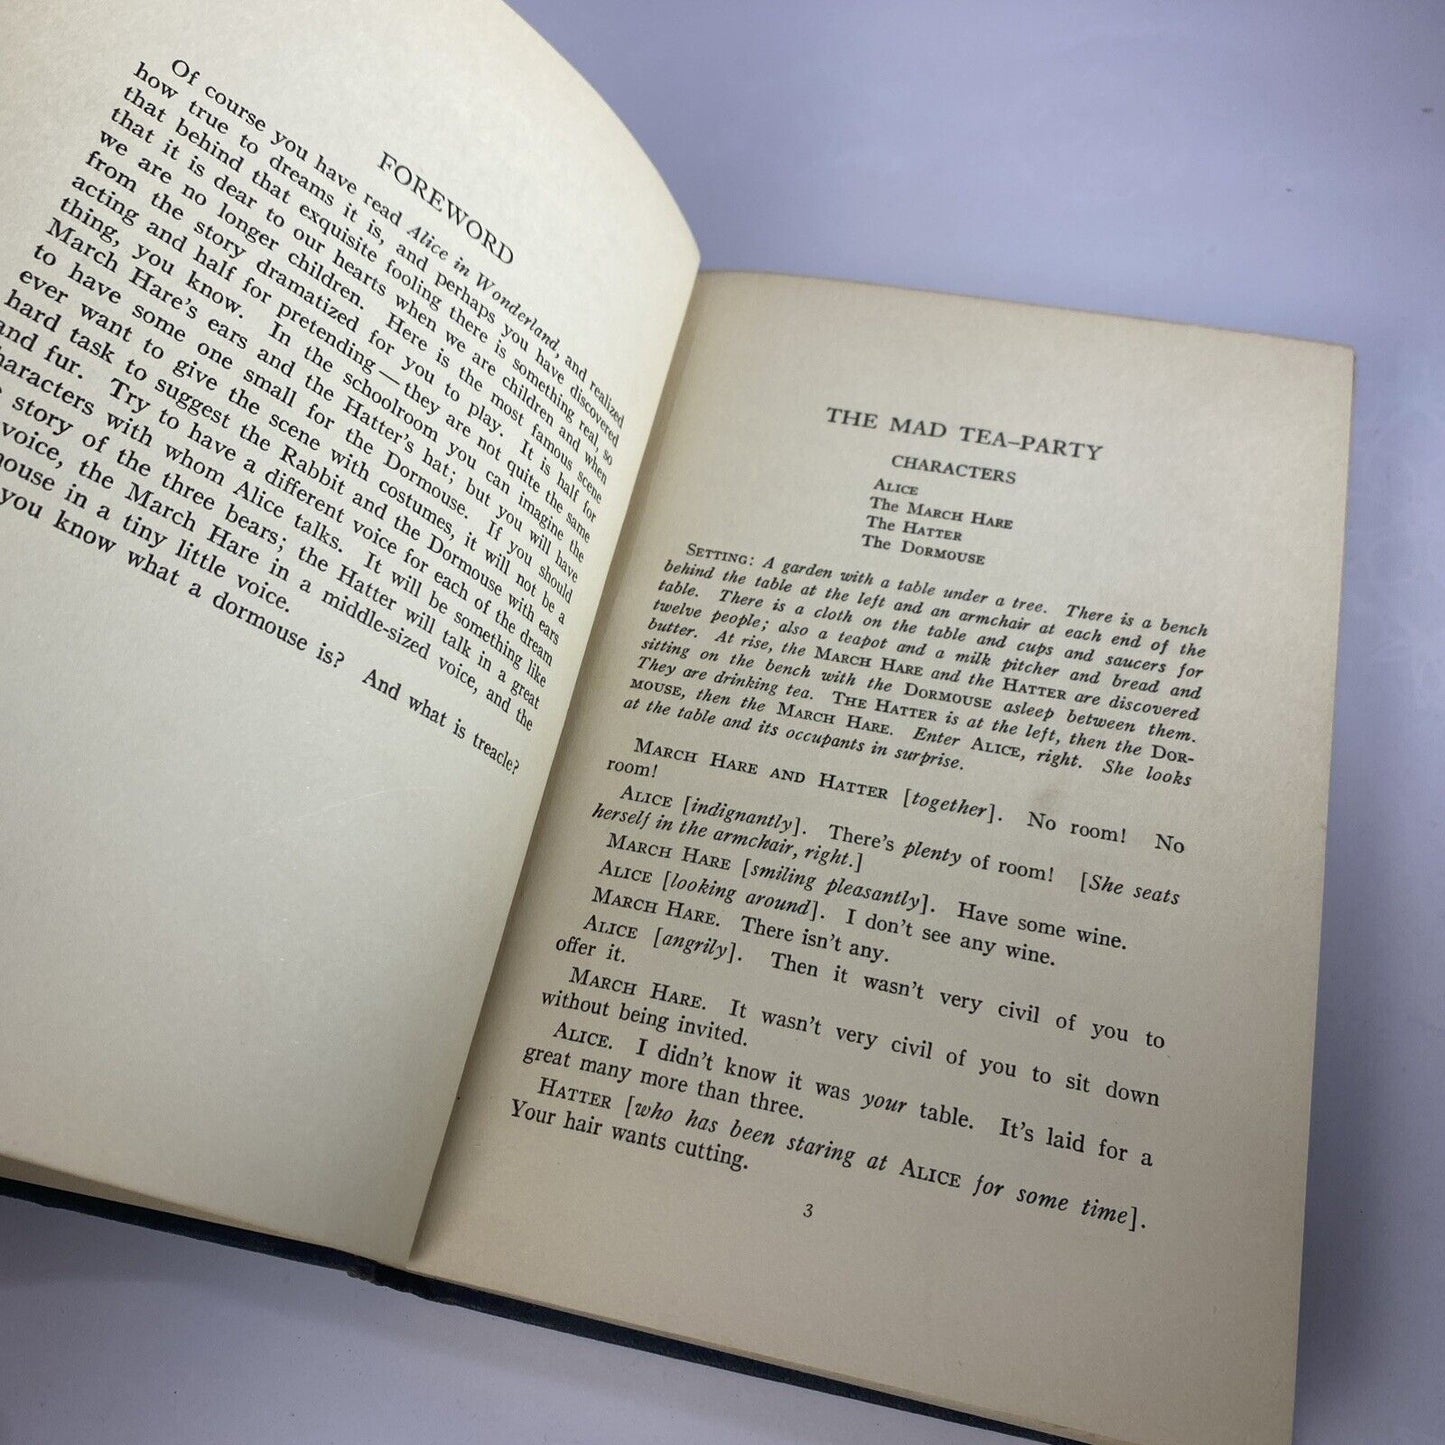 FOREWORD
Of course you have read Alice in Wonderland, and realized
how true to dreams it is, and perhaps you have discovered
that behind that exquisite fooling there is something real, so
that it is dear to our hearts when we are children and when
we are no longer children. Here is the most famous scene
from the story dramatized for you to play. It is half for
acting and half for pretending — they are not quite the same
thing, you know. In the schoolroom you can imagine the
March Hare's ears and the Hatter's hat; but you will have
to have some one small for the Dormouse. If you should
ever want to give the scene with costumes, it will not be a
hard task to suggest the Rabbit and the Dormouse with ears
and fur. Try to have a different voice for each of the dream
haracters with whom Alice talks. It will be something like
story of the three bears; the Hatter will talk in a great
voice, the March Hare in a middle-sized voice, and the
ouse in a tiny little voice.
you know what a dormouse is? And what is treacle?
THE MAD TEA-PARTY
CHARACTERS
ALICE
The MARCH HARE
The HATTER
The DORMOUSE
SETTING: A garden with a table under a tree. There is a bench
behind the table at the left and an armchair at each end of the
table. There is a cloth on the table and cups and saucers for
twelve people; also a teapot and a milk pitcher and bread and
butter. At rise, the MARCH HARE and the HATTER are discovered
sitting on the bench with the DORMOUSE asleep between them.
They are drinking tea. THE HATTER is at the left, then the DOR-
MOUSE, then the MARCH HARE. Enter ALICE, right. She looks
at the table and its occupants in surprise.
MARCH HARE AND HATTER [together]. No room! No
room!
ALICE [indignantly]. There's plenty of room! [She seats
herself in the armchair, right.]
MARCH HARE [smiling pleasantly]. Have some wine.
ALICE [looking around]. I don't see any wine.
MARCH HARE. There isn't any.
ALICE [angrily]. Then it wasn't very civil of you to
offer it.
MARCH HARE. It wasn't very civil of you to sit down
without being invited.
ALICE. I didn't know it was your table. It's laid for a
great many more than three.
HATTER [who has been staring at ALICE for some time].
Your hair wants cutting.
3